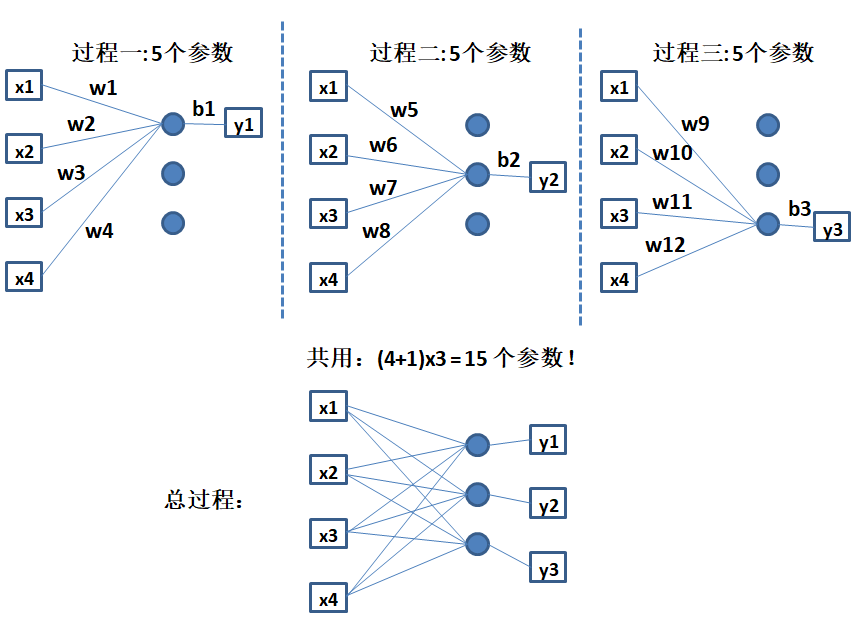 过程一:5个参数
x1
x2
x3
x4
w1
w2
w3
w4
b1
y1
过程二:5个参数
x1
x2
x3
x4
w5
w6
w7
w8
b2
y2
过程三:5个参数
x1
x2
x3
x4
w9
w10
w11
w12
b3
y3
共用：(4+1)x3 = 15 个参数！
总过程：
x1
x2
x3
x4
y1
y2
y3